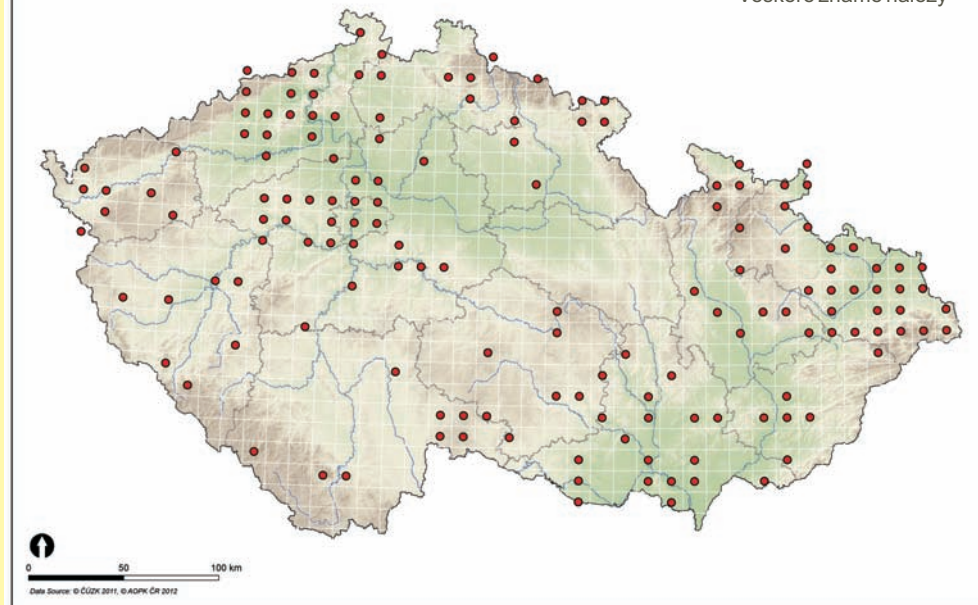 Veškeré známé nálezy
0 50 100 km
Data Source: © ČÚZK 2011, © AOPK ČR 2012